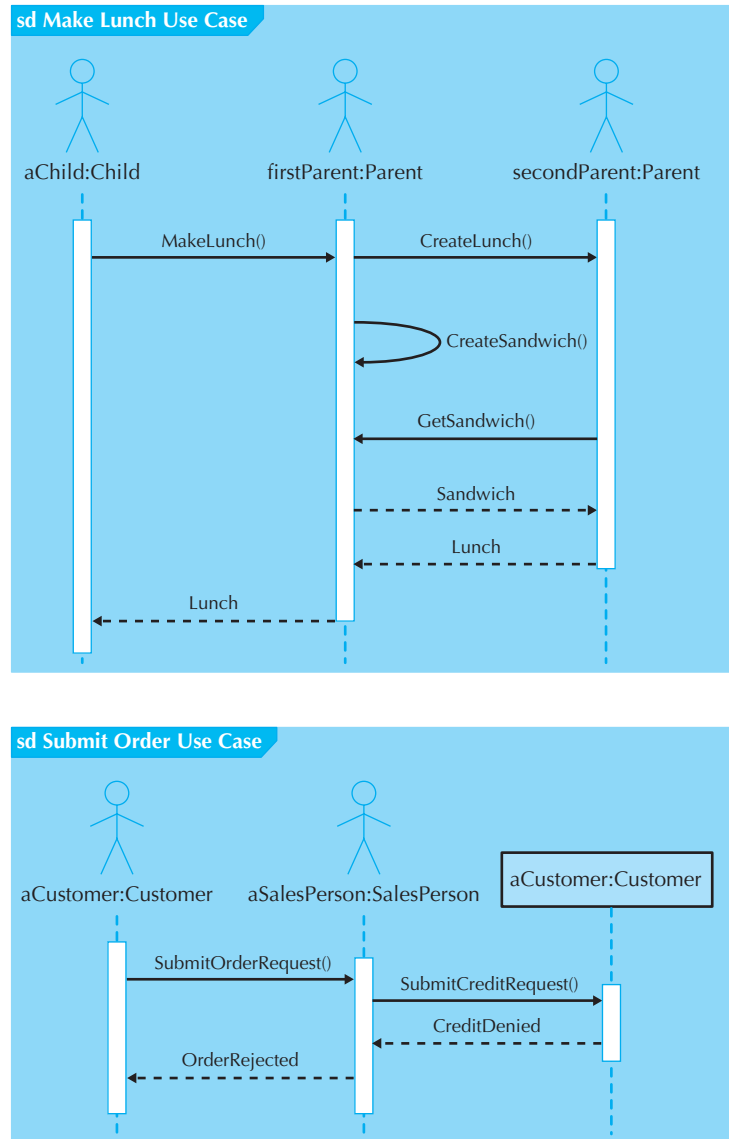 sd Make Lunch Use Case
aChild:Child
firstParent:Parent
secondParent:Parent
MakeLunch()
CreateLunch()
CreateSandwich()
GetSandwich()
Sandwich
Lunch
Lunch
sd Submit Order Use Case
aCustomer:Customer
aSalesPerson:SalesPerson
aCustomer:Customer
SubmitOrderRequest()
SubmitCreditRequest()
CreditDenied
OrderRejected